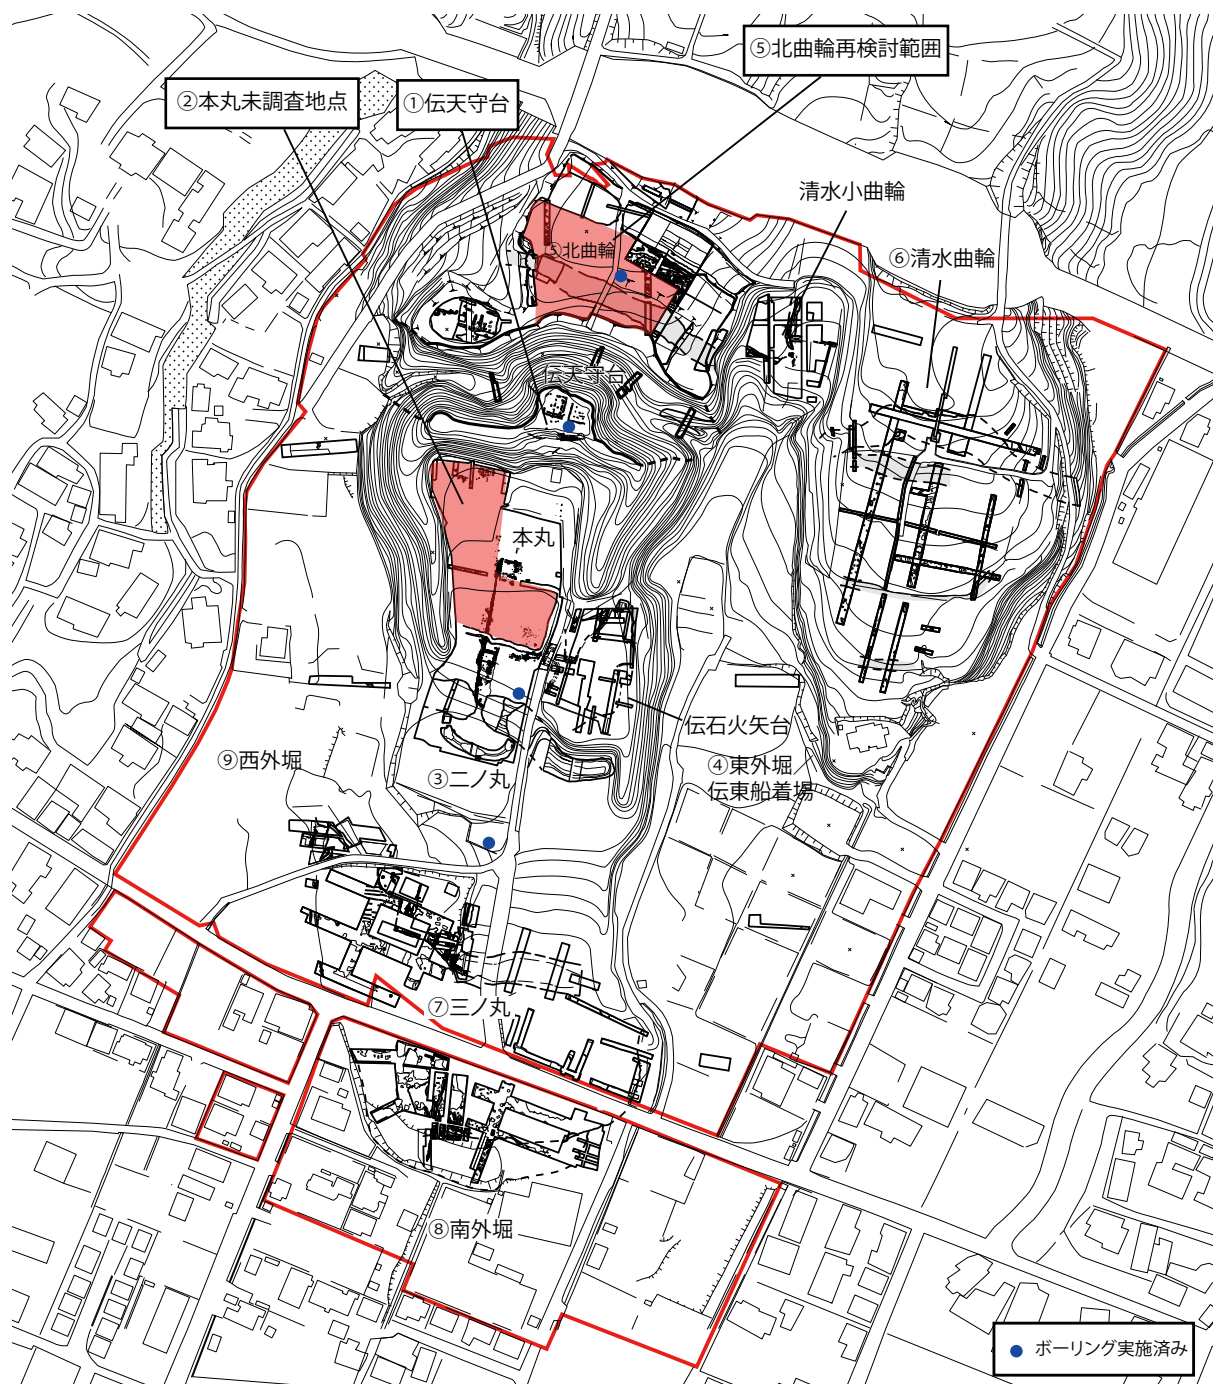 ⑤北曲輪再検討範囲
②本丸未調査地点
①伝天守台
清水小曲輪
⑤北曲輪
⑥清水曲輪
伝天守台
本丸
伝石火矢台
⑨西外堀
③二ノ丸
④東外堀
伝東船着場
⑦三ノ丸
⑧南外堀
ボーリング実施済み